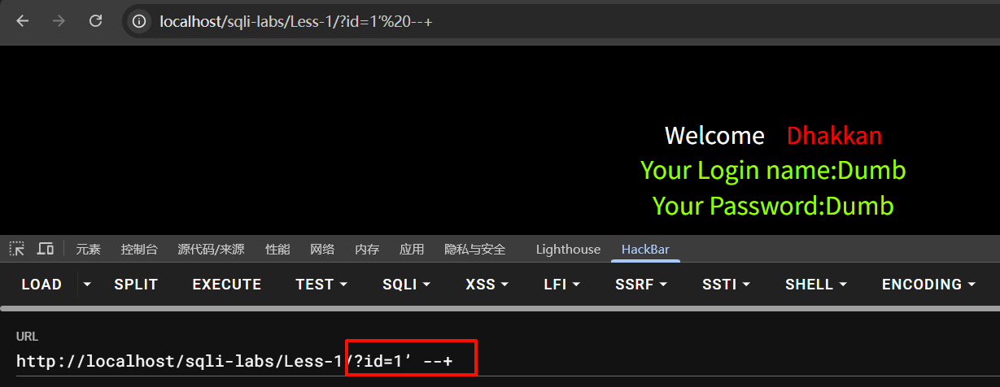 localhost/sqli-labs/Less-1/?id=1’%20--+
Welcome Dhakkan
Your Login name:Dumb
Your Password:Dumb
元素 控制台 源代码/来源 性能 网络 内存 应用 隐私与安全 Lighthouse HackBar
LOAD SPLIT EXECUTE TEST SQLI XSS LFI SSRF SSTI SHELL ENCODING
URL
http://localhost/sqli-labs/Less-1/?id=1’ --+